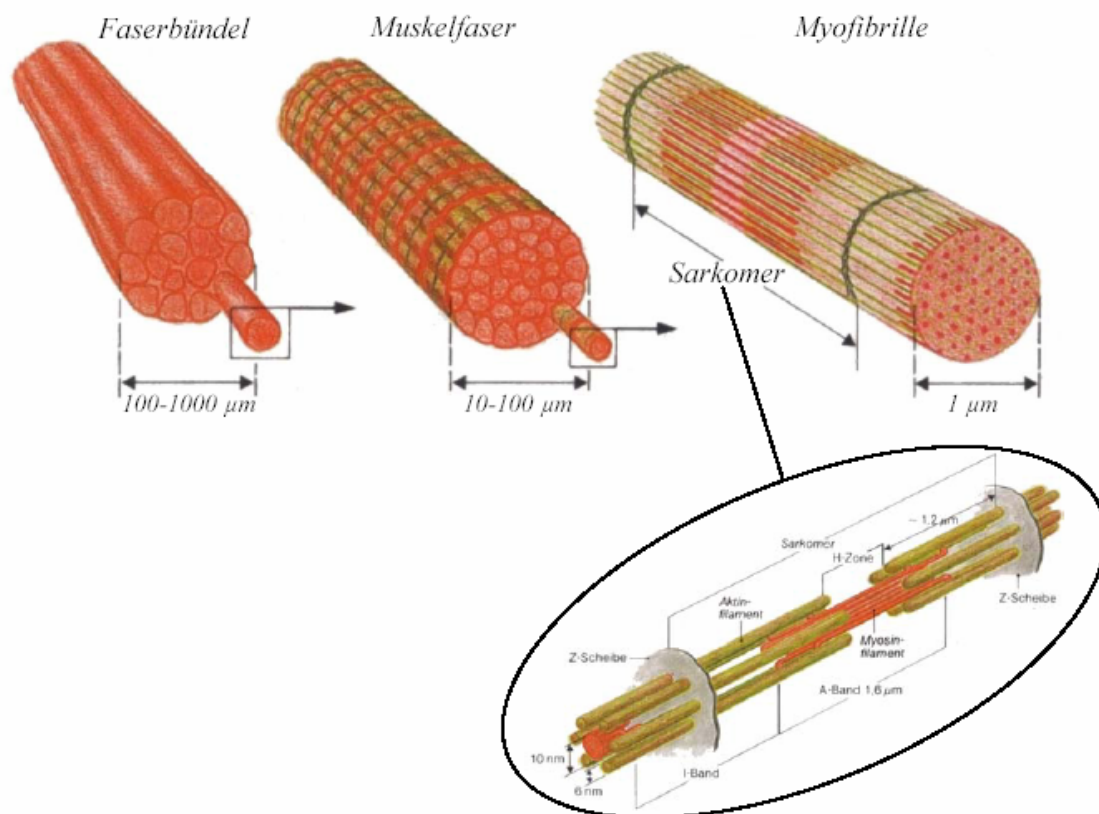 Faserbündel
Muskelfaser
Myofibrille
Sarkomer
100-1000 µm
10-100 µm
1 µm
~ 1,2 µm
Sarkomer
H-Zone
Z-Scheibe
Aktin-
filament
Myosin-
filament
Z-Scheibe
A-Band 1,6 µm
10 nm
I-Band
6 nm